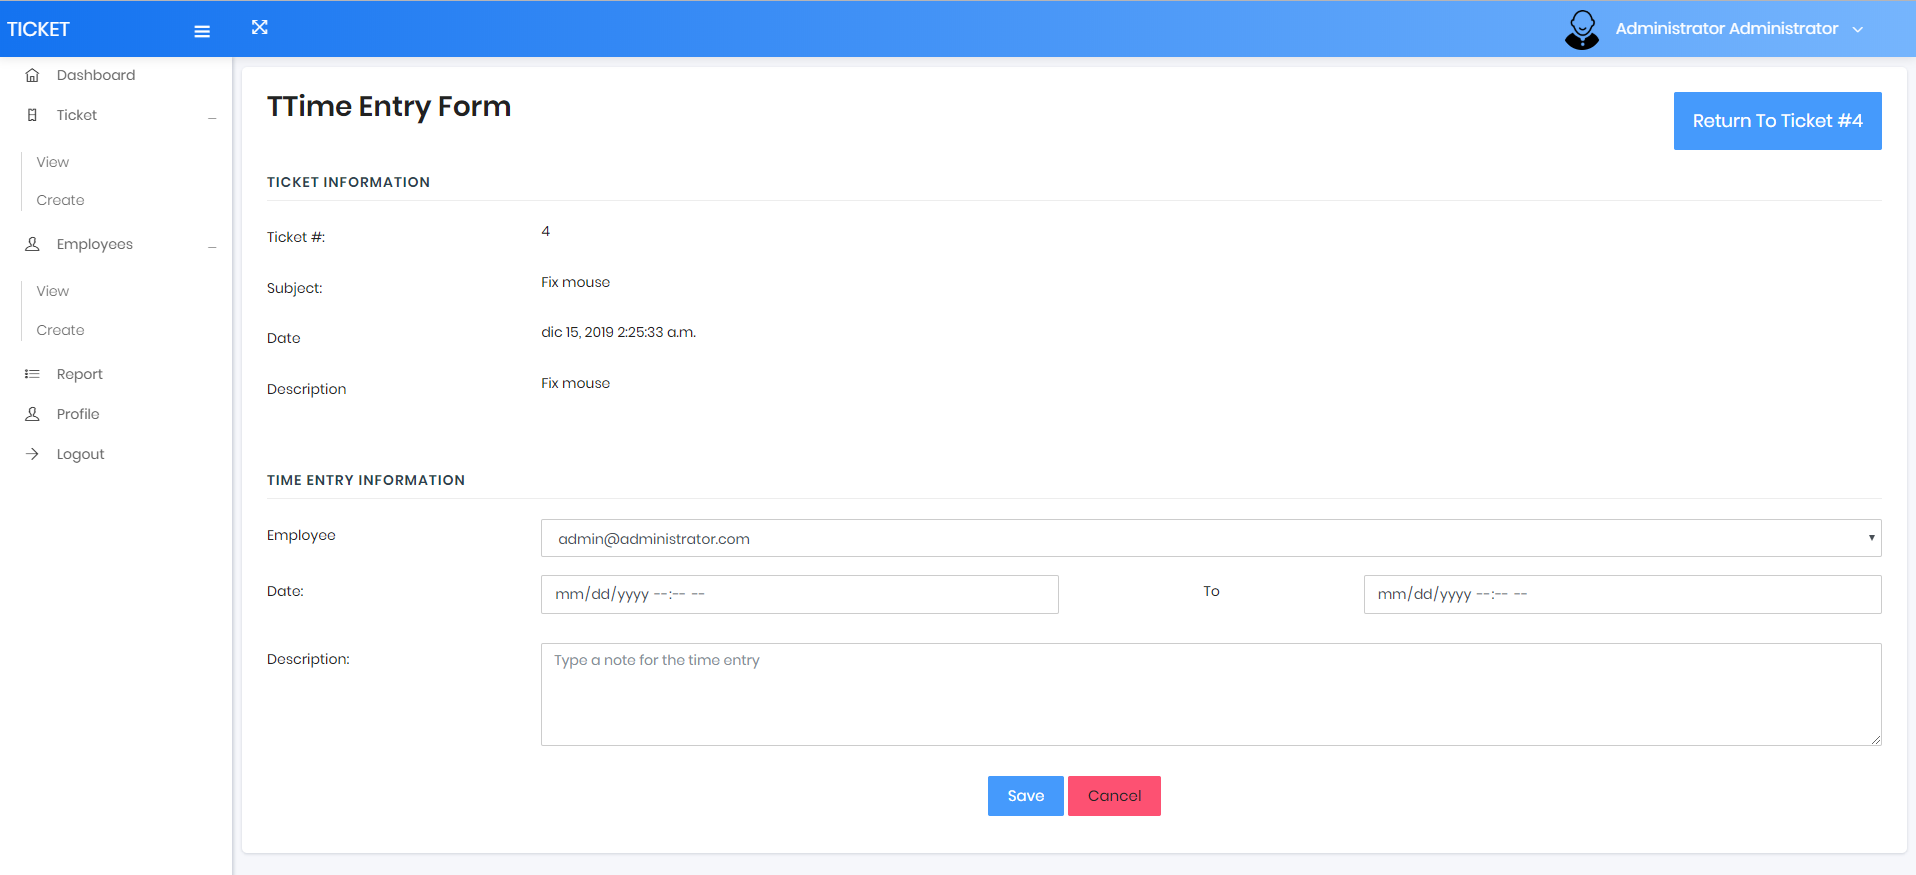 TICKET
Administrator Administrator
Dashboard
Ticket
View
Create
Employees
View
Create
Report
Profile
Logout
TTime Entry Form
Return To Ticket #4
TICKET INFORMATION
Ticket #: 4
Subject: Fix mouse
Date dic 15, 2019 2:25:33 a.m.
Description Fix mouse
TIME ENTRY INFORMATION
Employee admin@administrator.com
Date: mm/dd/yyyy --:-- -- To mm/dd/yyyy --:-- --
Description: Type a note for the time entry
Save Cancel